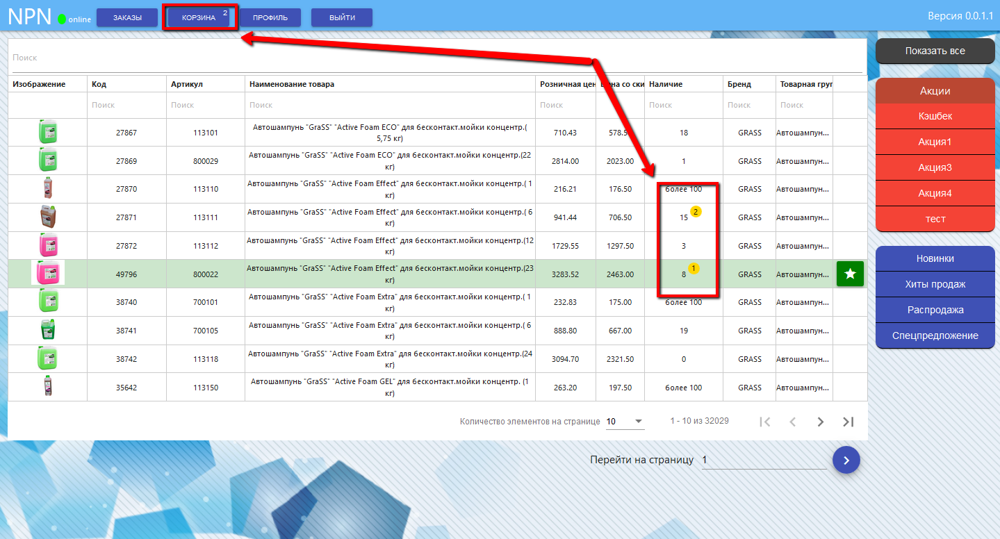 NPN online ЗАКАЗЫ КОРЗИНА 2 ПРОФИЛЬ ВЫЙТИ Версия 0.0.1.1
Поиск
Изображение Код Артикул Наименование товара Розничная цен на со ски Наличие Бренд Товарная груп
Поиск Поиск Поиск Поиск Поиск Поиск Поиск
27867 113101 Автошампунь "GraSS" "Active Foam ECO" для бесконтакт.мойки концентр.(
5,75 кг) 710.43 578.5 18 GRASS Автошампун...
27869 800029 Автошампунь "GraSS" "Active Foam ECO" для бесконтакт.мойки концентр.(22
кг) 2814.00 2023.00 1 GRASS Автошампун...
27870 113110 Автошампунь "GraSS" "Active Foam Effect" для бесконтакт.мойки концентр.( 1
кг) 216.21 176.50 более 100 GRASS Автошампун...
27871 113111 Автошампунь "GraSS" "Active Foam Effect" для бесконтакт.мойки концентр.( 6
кг) 941.44 706.50 15 2 GRASS Автошампун...
27872 113112 Автошампунь "GraSS" "Active Foam Effect" для бесконтакт.мойки концентр.(12
кг) 1729.55 1297.50 3 GRASS Автошампун...
49796 800022 Автошампунь "GraSS" "Active Foam Effect" для бесконтакт.мойки концентр.(23
кг) 3283.52 2463.00 8 1 GRASS Автошампун...
38740 700101 Автошампунь "GraSS" "Active Foam Extra" для бесконтакт.мойки концентр.( 1
кг) 232.83 175.00 более 100 GRASS Автошампун...
38741 700105 Автошампунь "GraSS" "Active Foam Extra" для бесконтакт.мойки концентр.( 6
кг) 888.80 667.00 19 GRASS Автошампун...
38742 113118 Автошампунь "GraSS" "Active Foam Extra" для бесконтакт.мойки концентр.(24
кг) 3094.70 2321.50 0 GRASS Автошампун...
35642 113150 Автошампунь "GraSS" "Active Foam GEL" для бесконтакт.мойки концентр. (1
кг) 263.20 197.50 более 100 GRASS Автошампун...
Количество элементов на странице 10 1 - 10 из 32029
Перейти на страницу 1
Показать все
Акции
Кэшбек
Акция1
Акция3
Акция4
тест
Новинки
Хиты продаж
Распродажа
Спецпредложение